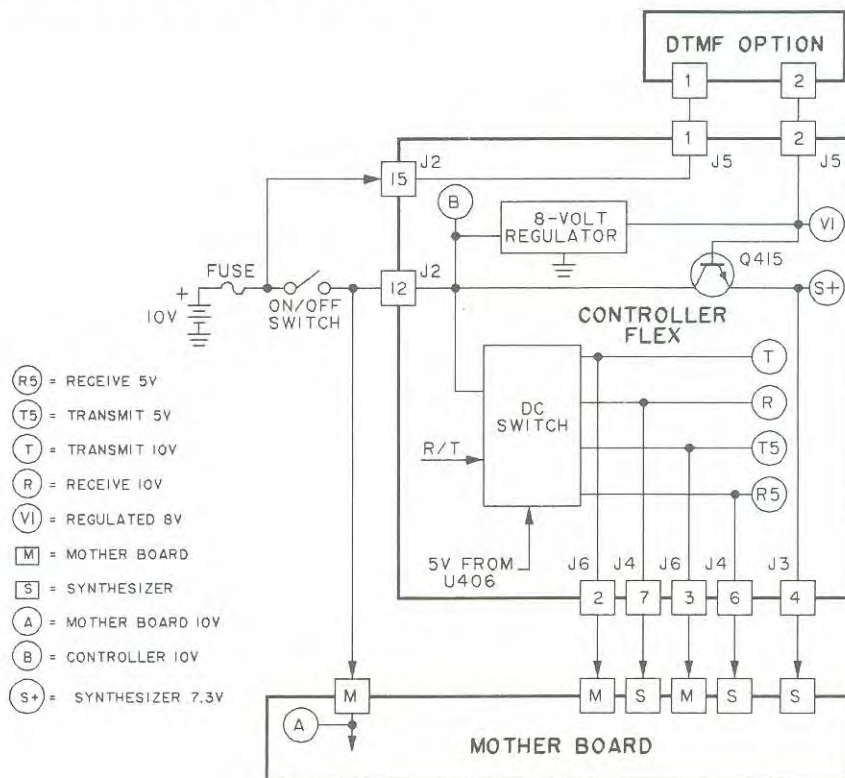 DTMF OPTION
1
2
1
2
J2
J5
J5
15
B
8-VOLT
REGULATOR
VI
FUSE
J2
Q415
+
12
S+
10V
ON/OFF
SWITCH
CONTROLLER
FLEX
T
R5 = RECEIVE 5V
DC
SWITCH
R
T5 = TRANSMIT 5V
R/T
T5
T = TRANSMIT 10V
R5
R = RECEIVE 10V
VI = REGULATED 8V
5V FROM
U406
J6
J4
J6
J4
J3
M = MOTHER BOARD
2
7
3
6
4
S = SYNTHESIZER
A = MOTHER BOARD 10V
B = CONTROLLER 10V
S+ = SYNTHESIZER 7.3V
M
M
S
M
S
S
A
MOTHER BOARD